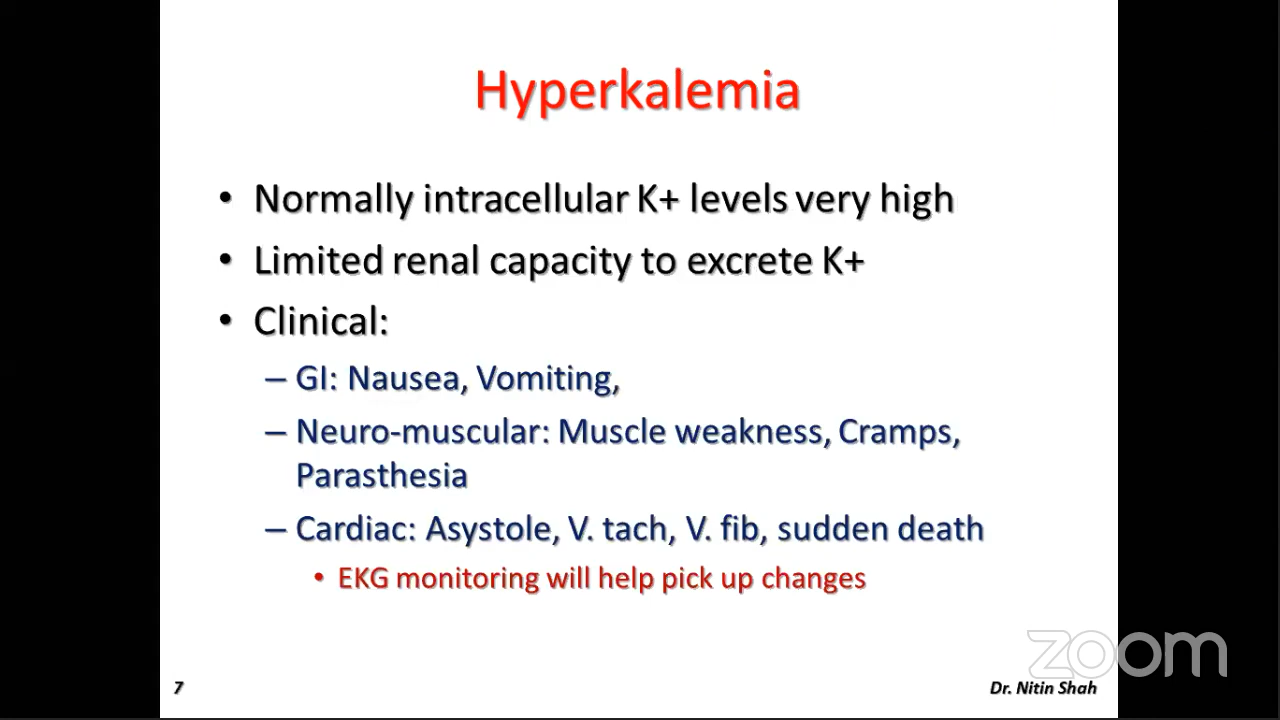 Hyperkalemia
• Normally intracellular K+ levels very high
• Limited renal capacity to excrete K+
• Clinical:
– GI: Nausea, Vomiting,
– Neuro-muscular: Muscle weakness, Cramps,
Parasthesia
– Cardiac: Asystole, V. tach, V. fib, sudden death
• EKG monitoring will help pick up changes
zoom
7
Dr. Nitin Shah